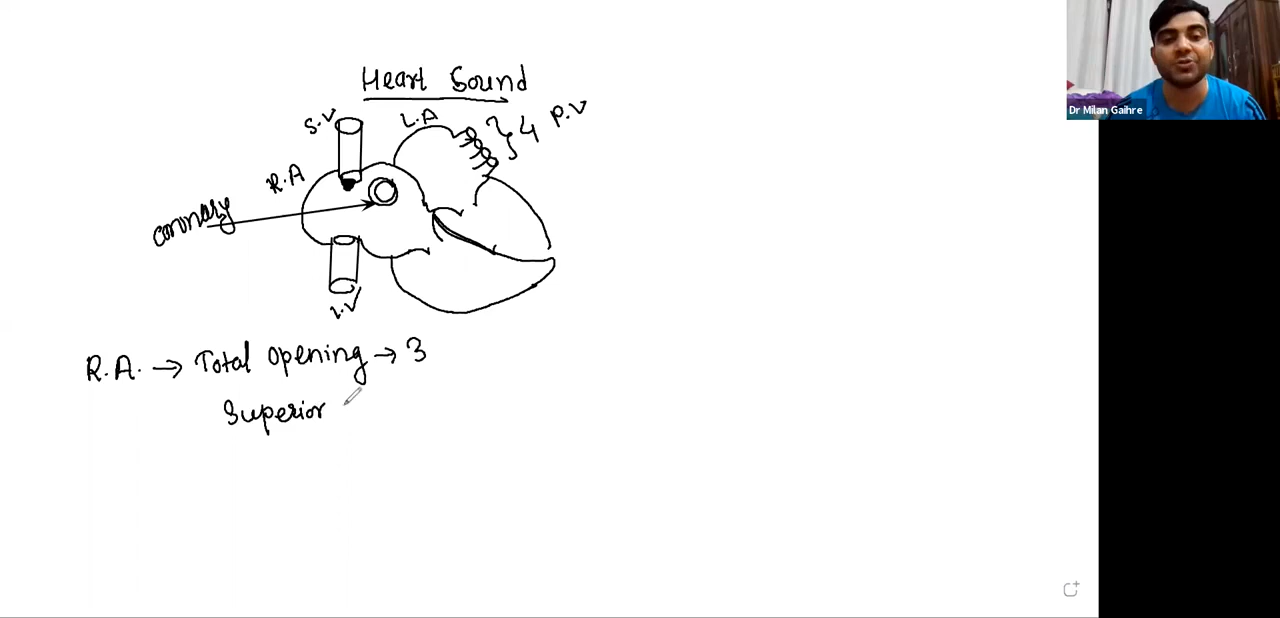 Heart Sound
S.V
L.A
4 P.V
R.A
coronary
I.V
R.A. → Total opening → 3
Superior
Dr Milan Gaihre